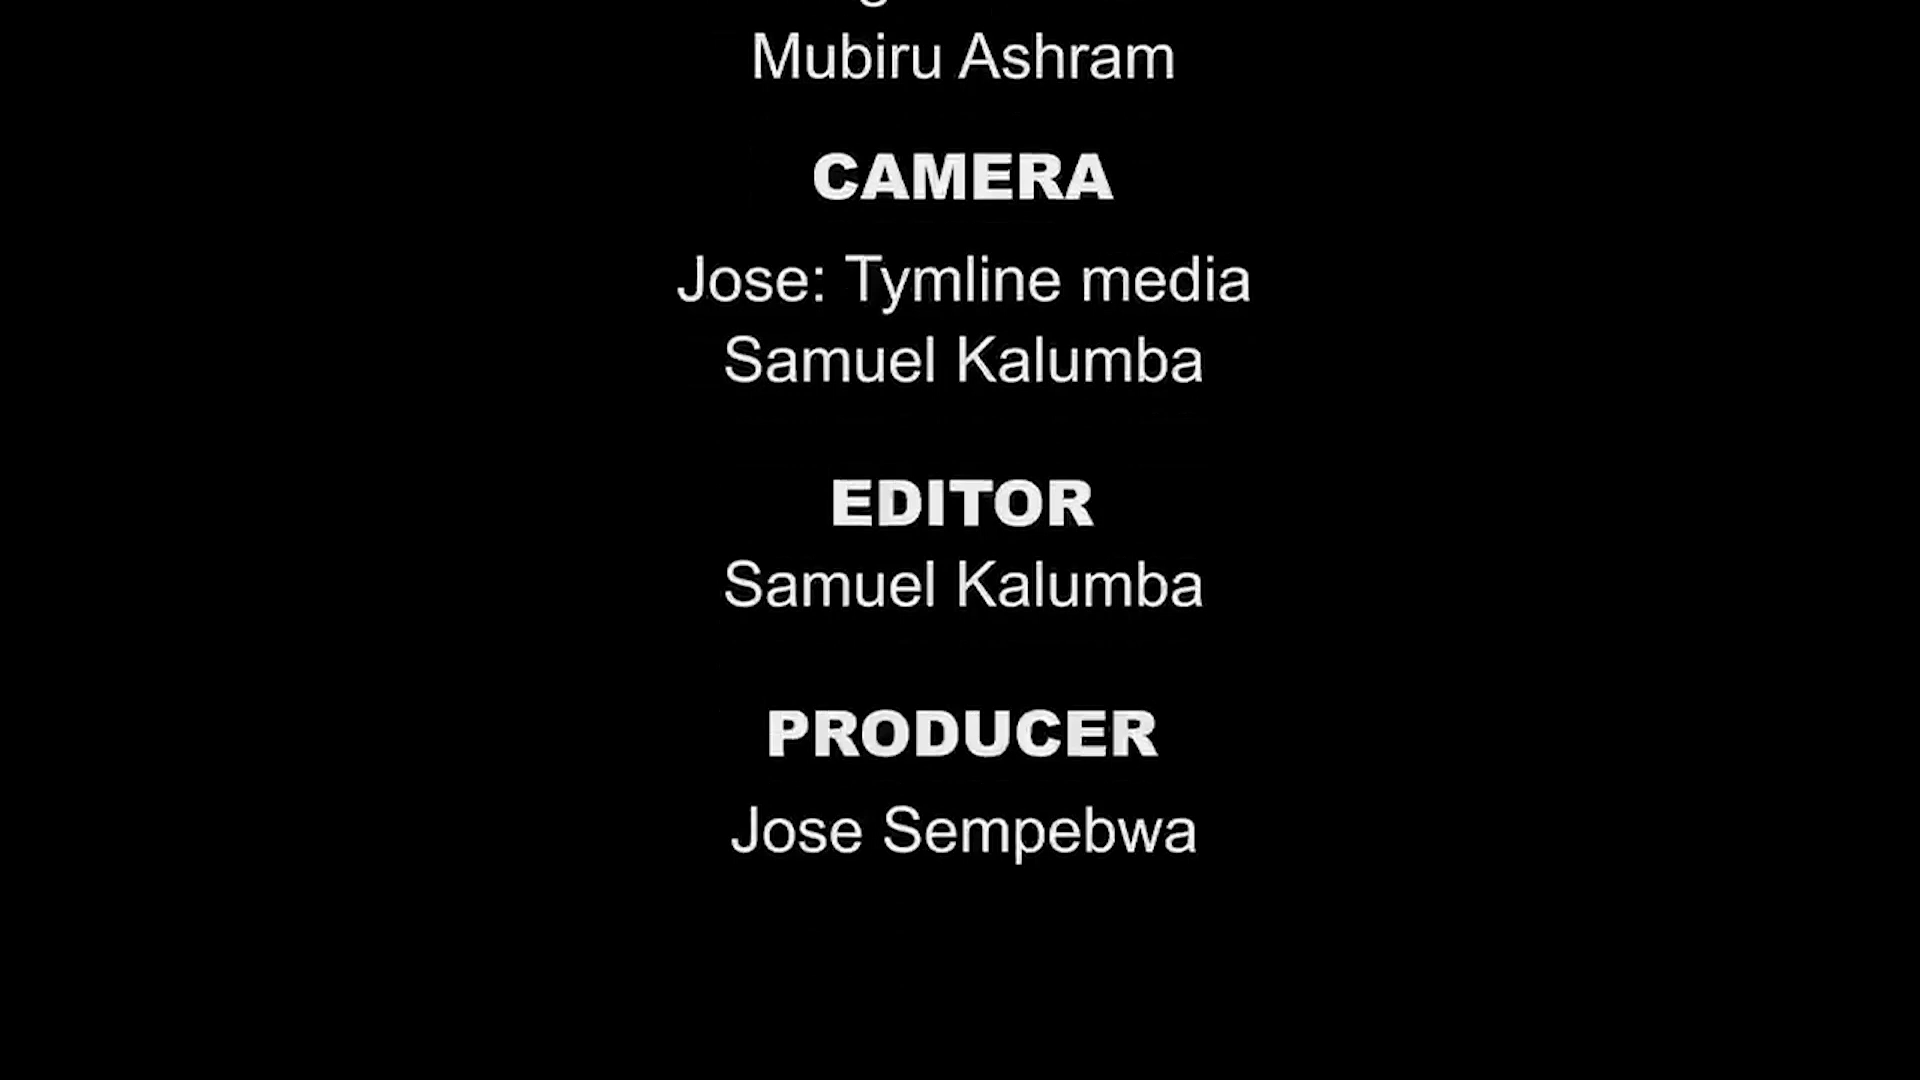 Mubiru Ashram
CAMERA
Jose: Tymline media
Samuel Kalumba
EDITOR
Samuel Kalumba
PRODUCER
Jose Sempebwa